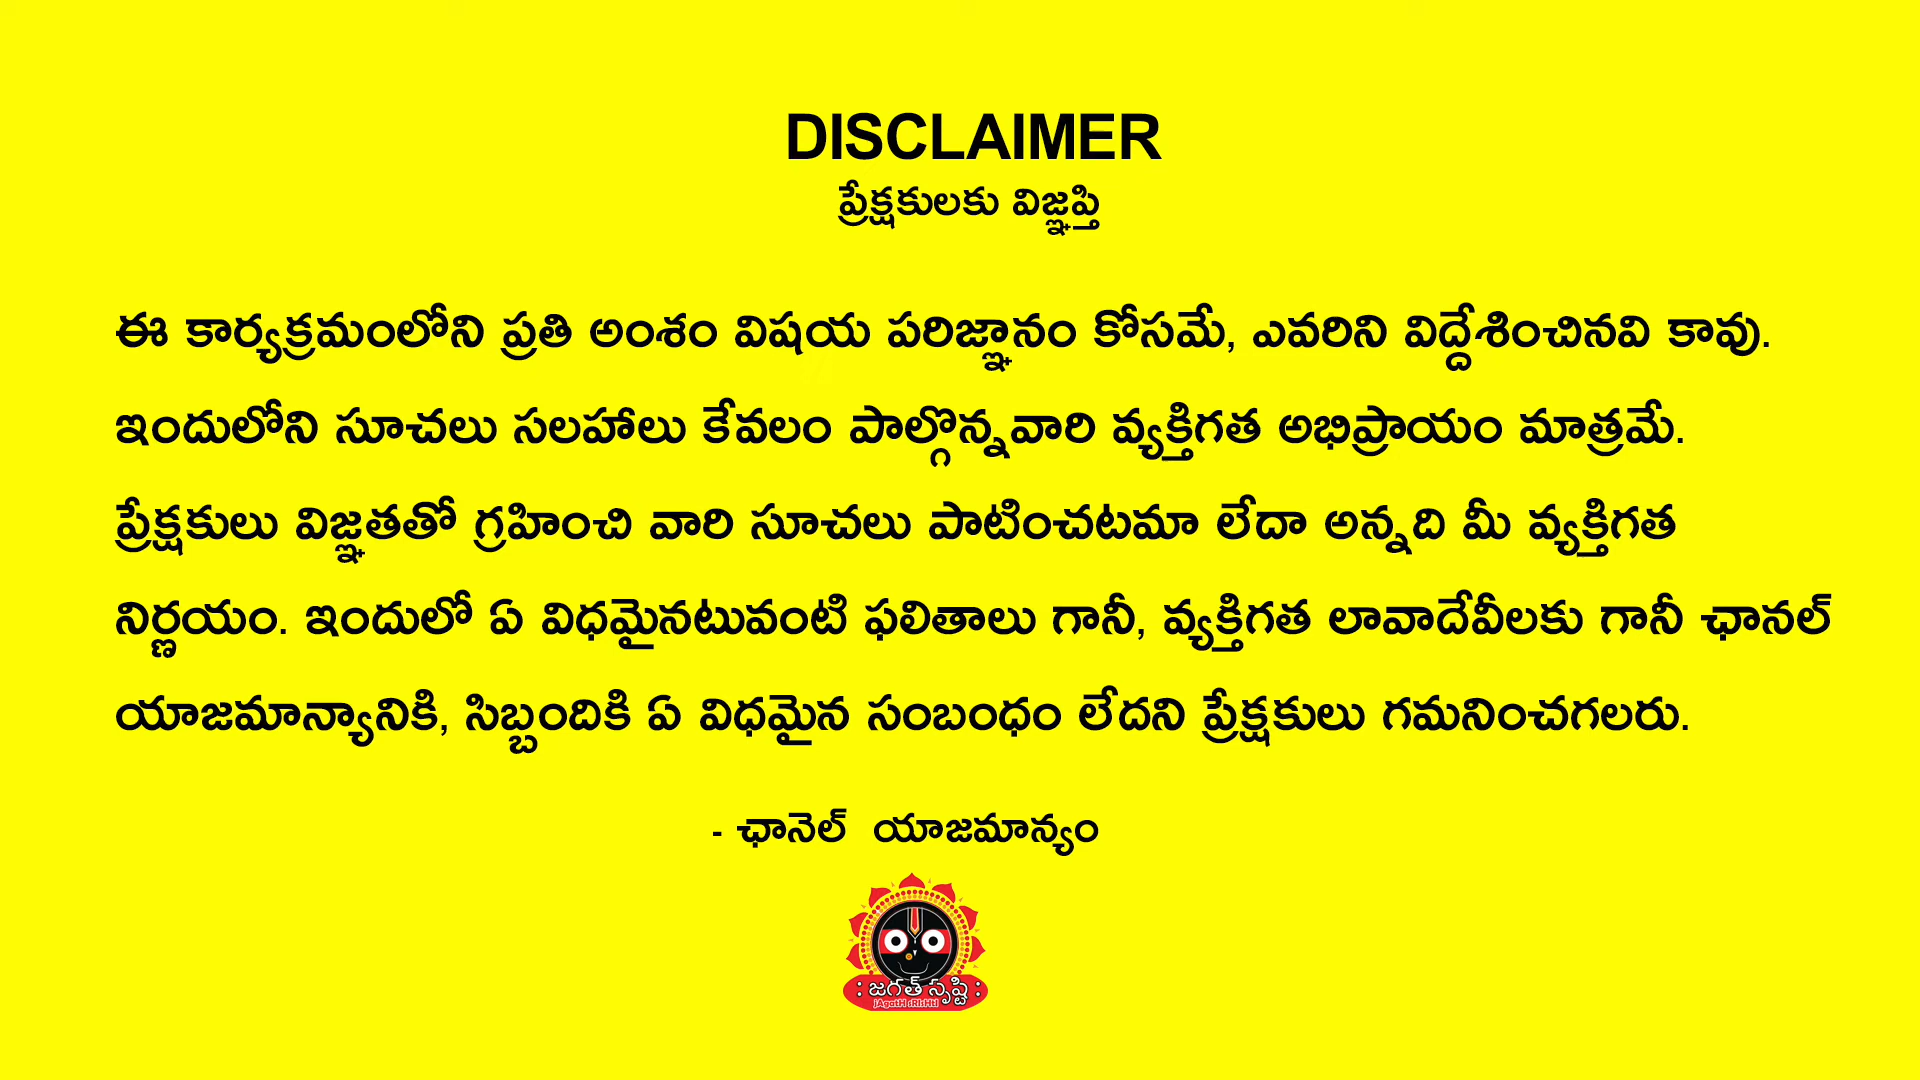 DISCLAIMER
ప్రేక్షకులకు విజ్ఞప్తి
ఈ కార్యక్రమంలోని ప్రతి అంశం విషయ పరిజ్ఞానం కోసమే, ఎవరిని విద్దేశించినవి కావు.
ఇందులోని సూచలు సలహాలు కేవలం పాల్గొన్నవారి వ్యక్తిగత అభిప్రాయం మాత్రమే.
ప్రేక్షకులు విజ్ఞతతో గ్రహించి వారి సూచలు పాటించటమా లేదా అన్నది మీ వ్యక్తిగత
నిర్ణయం. ఇందులో ఏ విధమైనటువంటి ఫలితాలు గానీ, వ్యక్తిగత లావాదేవీలకు గానీ ఛానల్
యాజమాన్యానికి, సిబ్బందికి ఏ విధమైన సంబంధం లేదని ప్రేక్షకులు గమనించగలరు.
- ఛానెల్ యాజమాన్యం
: జగత్ సృష్టి :
jAgatH sRIsHtI